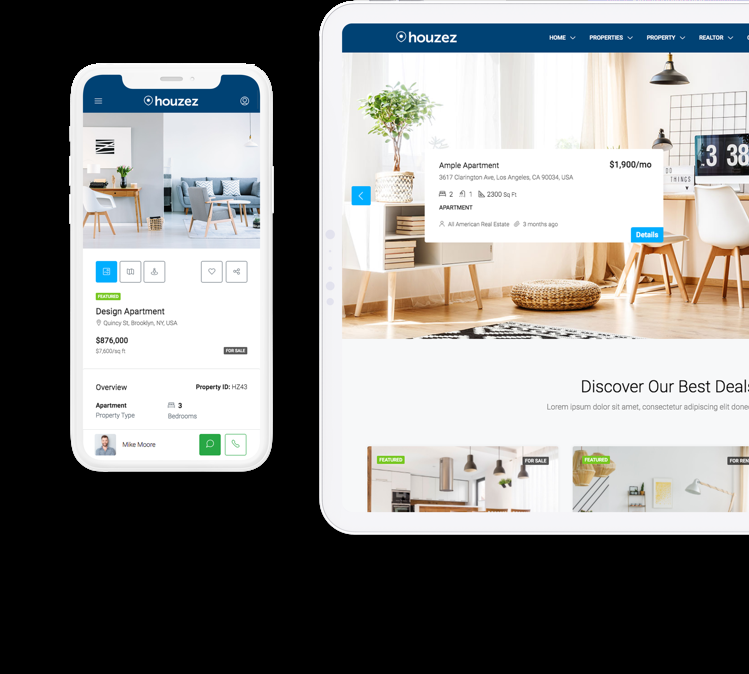 houzez
FEATURED
Design Apartment
Quincy St, Brooklyn, NY, USA
$876,000
$7,600/sq ft
FOR SALE
Overview
Property ID: HZ43
Apartment
3
Property Type
Bedrooms
Mike Moore
houzez
HOME
PROPERTIES
PROPERTY
REALTOR
Ample Apartment
$1,900/mo
3617 Clarington Ave, Los Angeles, CA 90034, USA
2 1 2300 Sq Ft
APARTMENT
All American Real Estate 3 months ago
Details
3 38
DO
THINGS
Discover Our Best Deals
Lorem ipsum dolor sit amet, consectetur adipiscing elit
FEATURED
FOR SALE
FEATURED
FOR REN